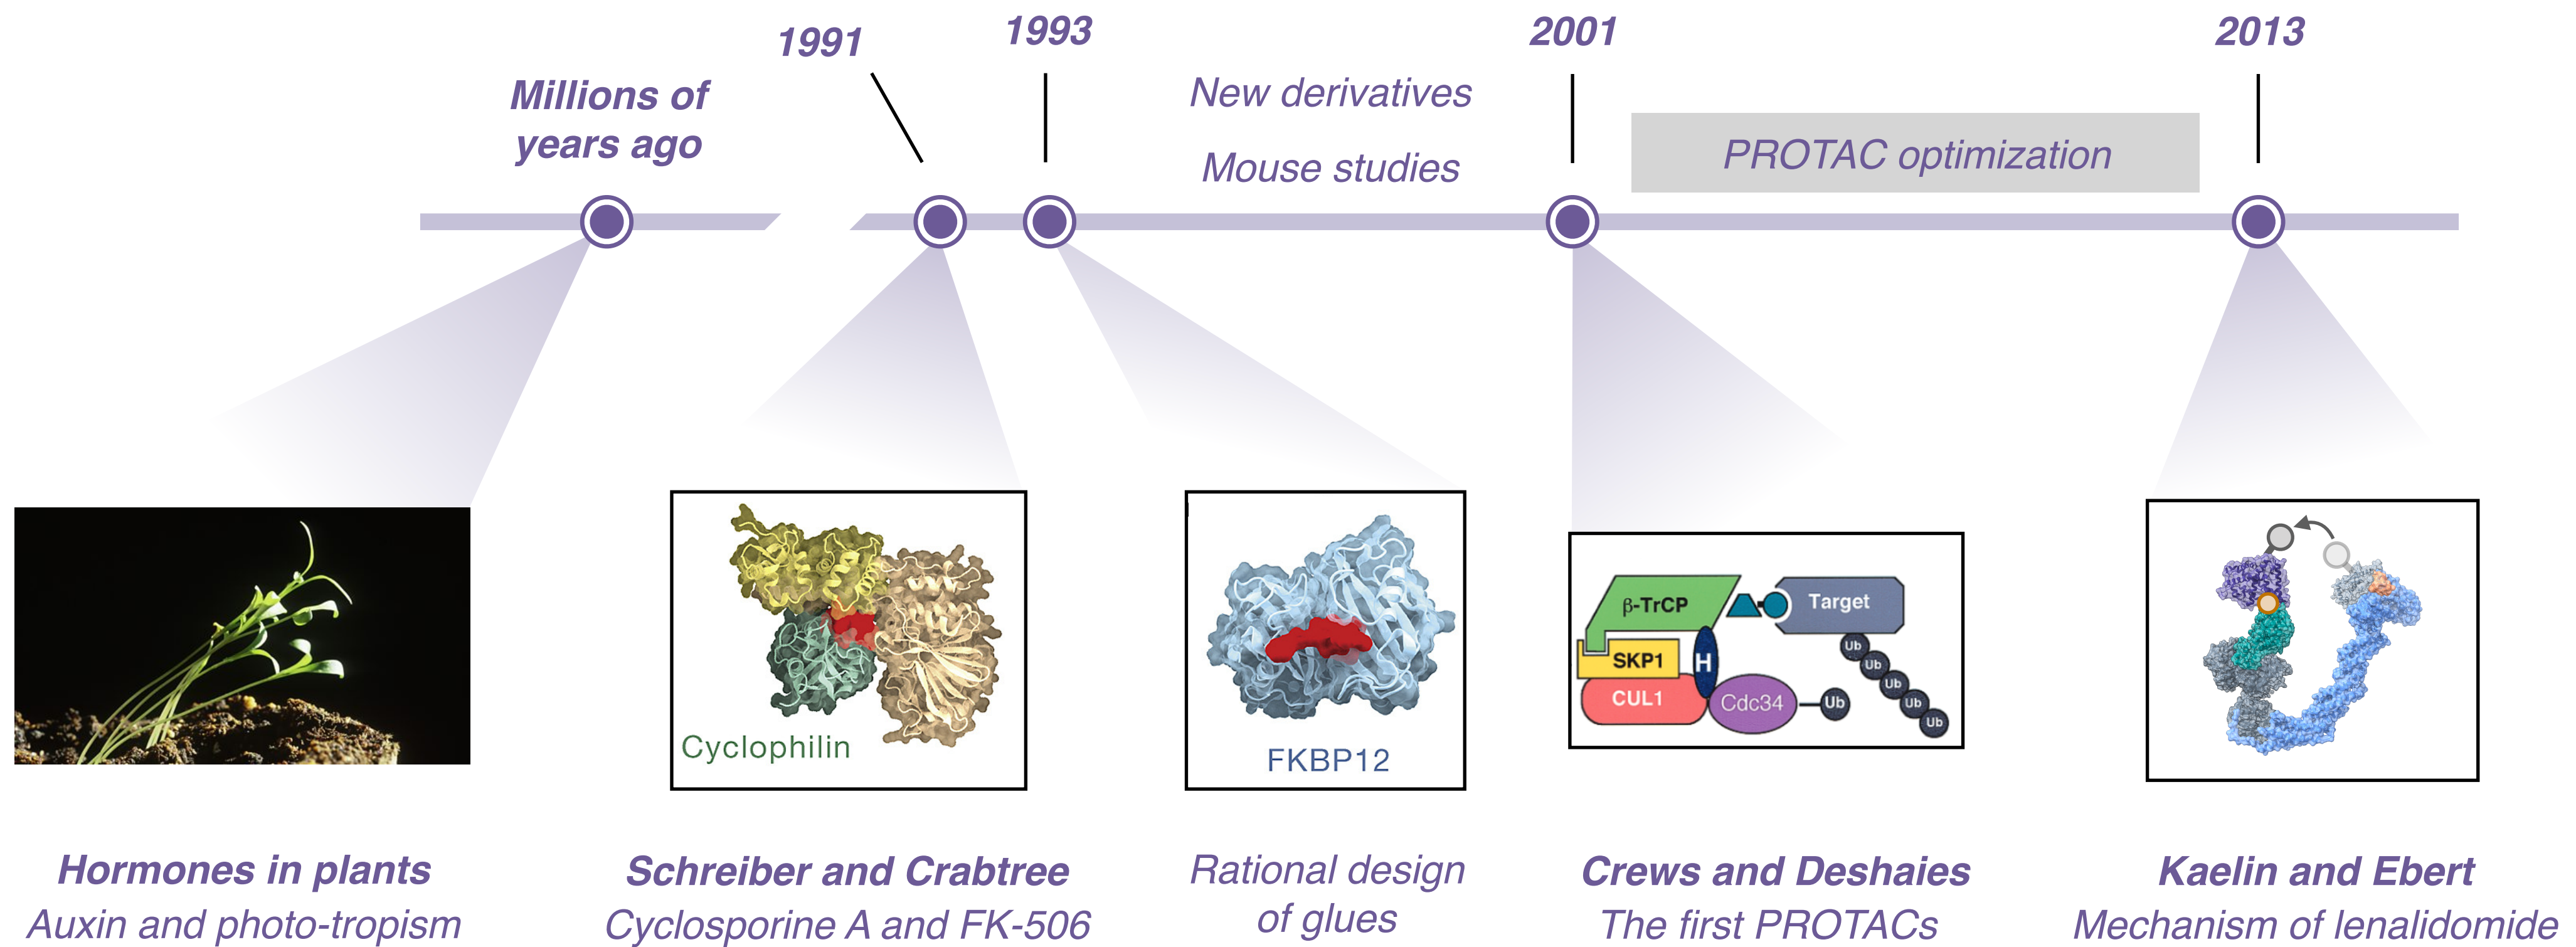 1991
1993
2001
2013
Millions of
years ago
New derivatives
Mouse studies
PROTAC optimization
Cyclophilin
FKBP12
β-TrCP
Target
SKP1
H
CUL1
Cdc34
Ub
Ub
Ub
Ub
Ub
Ub
Hormones in plants
Auxin and photo-tropism
Schreiber and Crabtree
Cyclosporine A and FK-506
Rational design
of glues
Crews and Deshaies
The first PROTACs
Kaelin and Ebert
Mechanism of lenalidomide